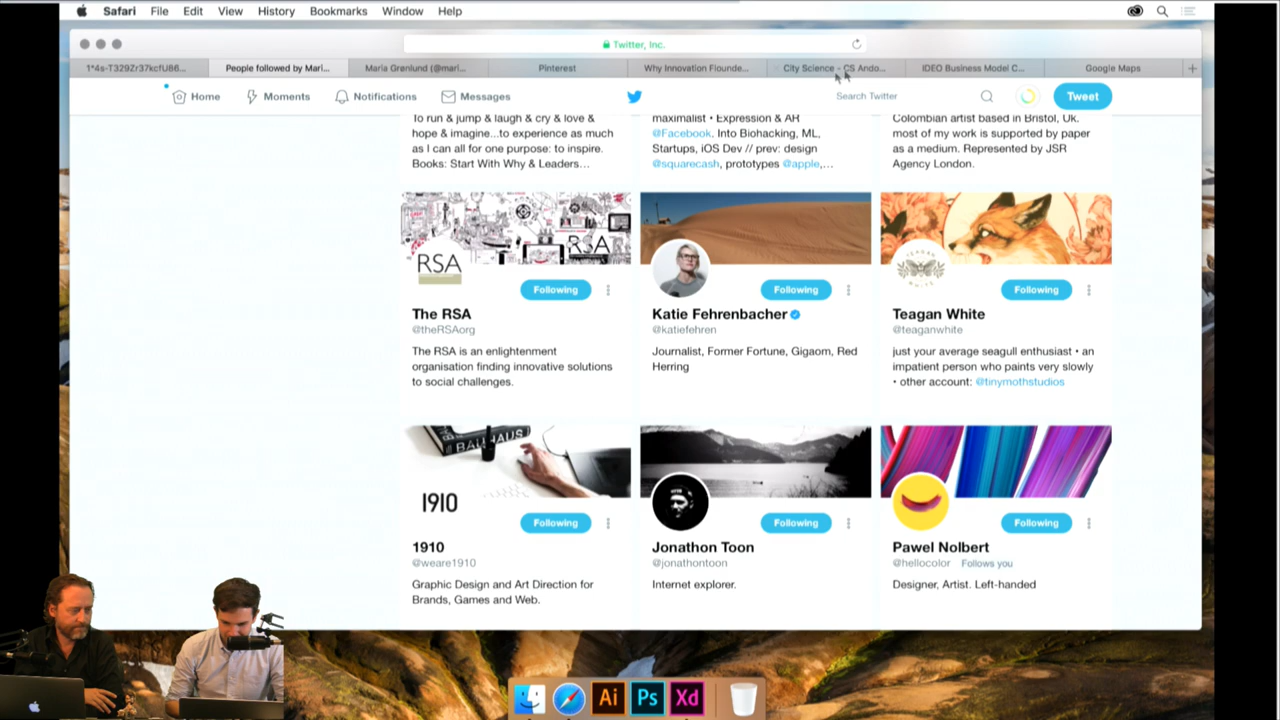 Safari File Edit View History Bookmarks Window Help
Twitter, Inc.
1*4s-T329Zr37kcfU86... People followed by Mari... Maria Grønlund (@mari... Pinterest Why Innovation Flounde... City Science - CS Ando... IDEO Business Model C... Google Maps
Home Moments Notifications Messages Search Twitter Tweet
To run & jump & laugh & cry & love &
hope & imagine...to experience as much
as I can all for one purpose: to inspire.
Books: Start With Why & Leaders...
maximalist • Expression & AR
@Facebook. Into Biohacking, ML,
Startups, iOS Dev // prev: design
@squarecash, prototypes @apple,...
Colombian artist based in Bristol, Uk.
most of my work is supported by paper
as a medium. Represented by JSR
Agency London.
RSA
RSA
Following
The RSA
@theRSAorg
The RSA is an enlightenment
organisation finding innovative solutions
to social challenges.
Following
Katie Fehrenbacher
@katiefehren
Journalist, Former Fortune, Gigaom, Red
Herring
TEAGAN
WHITE
Following
Teagan White
@teaganwhite
just your average seagull enthusiast • an
impatient person who paints very slowly
• other account: @tinymothstudios
BAUHAUS
1910
Following
1910
@weare1910
Graphic Design and Art Direction for
Brands, Games and Web.
Following
Jonathon Toon
@jonathontoon
Internet explorer.
Following
Pawel Nolbert
@hellocolor Follows you
Designer, Artist. Left-handed
Ai Ps Xd